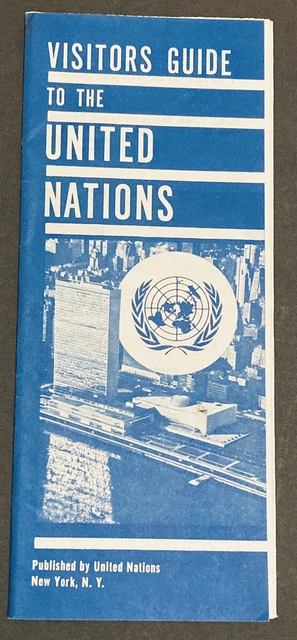 VISITORS GUIDE
TO THE
UNITED
NATIONS
Published by United Nations
New York, N. Y.